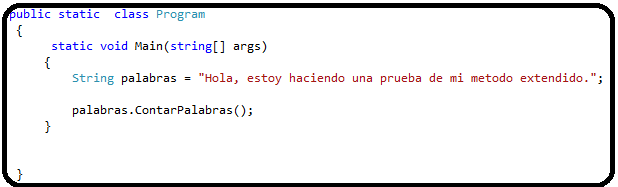 public static  class Program
{
static void Main(string[] args)
{
String palabras = "Hola, estoy haciendo una prueba de mi metodo extendido.";
palabras.ContarPalabras();
}
}